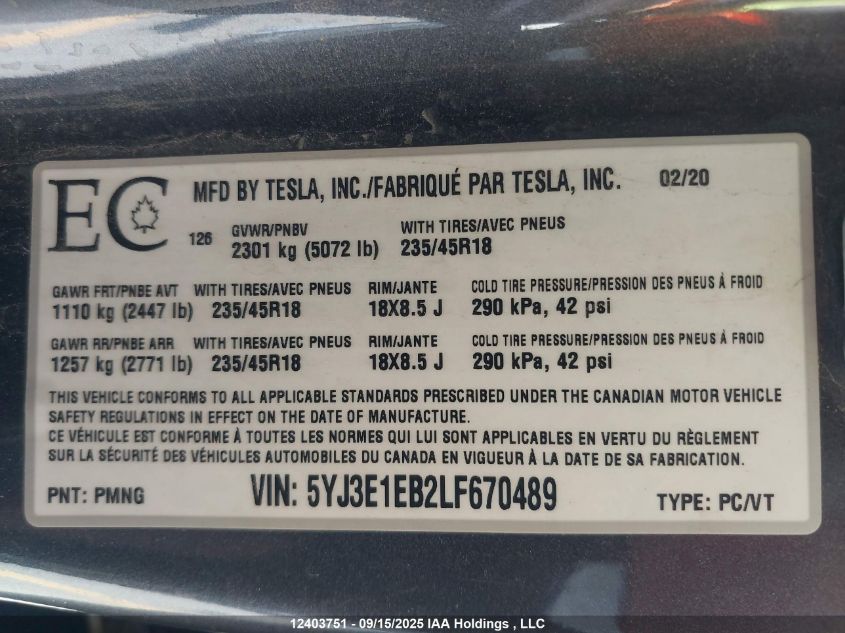 EC
MFD BY TESLA, INC./FABRIQUÉ PAR TESLA, INC. 02/20
126
GVWR/PNBV WITH TIRES/AVEC PNEUS
2301 kg (5072 lb) 235/45R18
GAWR FRT/PNBE AVT WITH TIRES/AVEC PNEUS RIM/JANTE COLD TIRE PRESSURE/PRESSION DES PNEUS À FROID
1110 kg (2447 lb) 235/45R18 18X8.5 J 290 kPa, 42 psi
GAWR RR/PNBE ARR WITH TIRES/AVEC PNEUS RIM/JANTE COLD TIRE PRESSURE/PRESSION DES PNEUS À FROID
1257 kg (2771 lb) 235/45R18 18X8.5 J 290 kPa, 42 psi
THIS VEHICLE CONFORMS TO ALL APPLICABLE STANDARDS PRESCRIBED UNDER THE CANADIAN MOTOR VEHICLE
SAFETY REGULATIONS IN EFFECT ON THE DATE OF MANUFACTURE.
CE VÉHICULE EST CONFORME À TOUTES LES NORMES QUI LUI SONT APPLICABLES EN VERTU DU RÈGLEMENT
SUR LA SÉCURITÉ DES VÉHICULES AUTOMOBILES DU CANADA EN VIGUEUR À LA DATE DE SA FABRICATION.
PNT: PMNG VIN: 5YJ3E1EB2LF670489 TYPE: PC/VT
12403751 - 09/15/2025 IAA Holdings , LLC